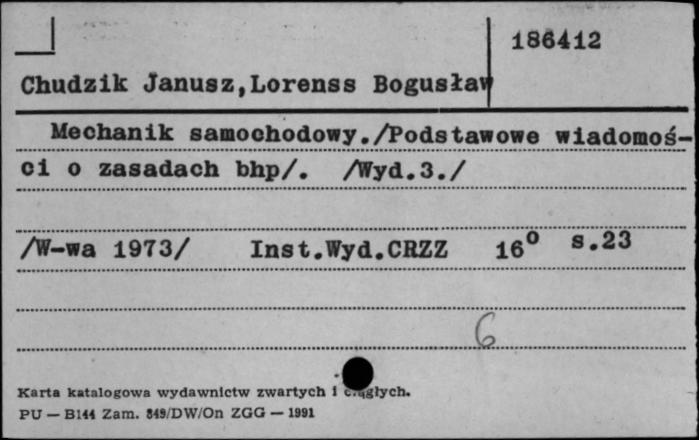 186412
Chudzik Janusz,Lorenss Bogusław
Mechanik samochodowy./Podstawowe wiadomoś-
ci o zasadach bhp/. /Wyd.3./
/W-wa 1973/ Inst.Wyd.CRZZ 16° s.23
6
Karta katalogowa wydawnictw zwartych i ciągłych.
PU — B144 Zam. 849/DW/On ZGG — 1991